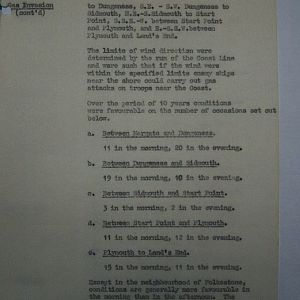 Gas Invasion
(cont'd)
to Dungeness, S.E. - S.W. Dungeness to
Sidmouth, N.E.-S. Sidmouth to Start
Point, S.S.E.-W. between Start Point
and Plymouth, and E.-S.S.W. between
Plymouth and Land's End.
The limits of wind direction were
determined by the run of the Coast Line
and were such that if the wind were
within the specified limits enemy ships
near the shore could carry out gas
attacks on troops near the Coast.
Over the period of 10 years conditions
were favourable on the number of occasions set out
below.
a. Between Margate and Dungeness.
11 in the morning, 20 in the evening.
b. Between Dungeness and Sidmouth.
19 in the morning, 10 in the evening.
c. Between Sidmouth and Start Point.
3 in the morning, 2 in the evening.
d. Between Start Point and Plymouth.
11 in the morning, 12 in the evening.
Plymouth to Land's End.
15 in the morning, 11 in the evening.
Except in the neighbourhood of Folkestone,
conditions are generally more favourable in
the morning than in the afternoon. The